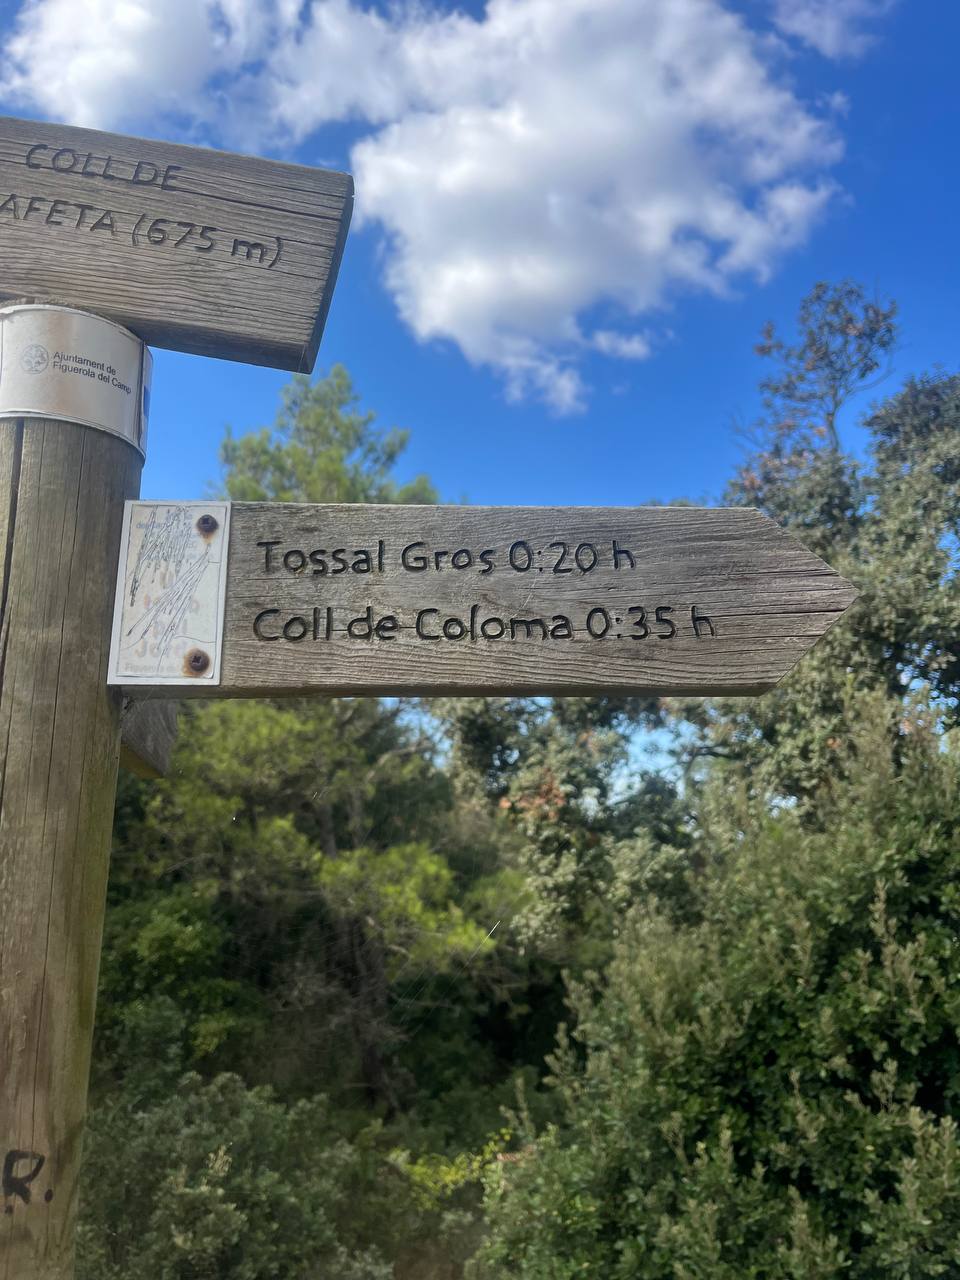 COLL DE
AFETA (675 m)
Ajuntament de
Figuerola del Camp
Tossal Gros 0:20 h
Coll de Coloma 0:35 h
R.